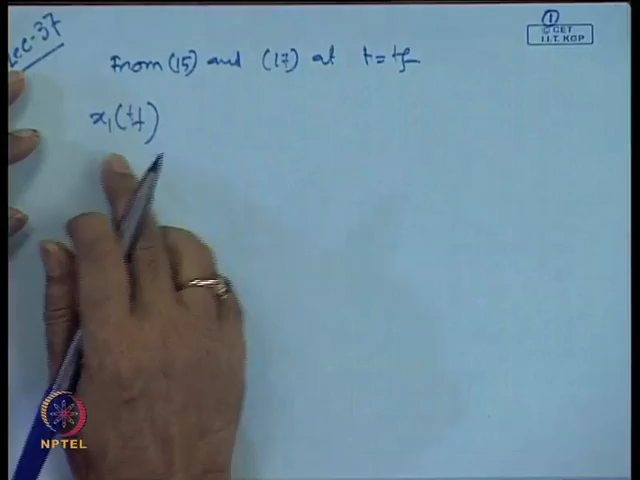 Lec-37
①
© CET
I.I.T. KGP
From (15) and (17) at t = tf
x₁(tf)
NPTEL